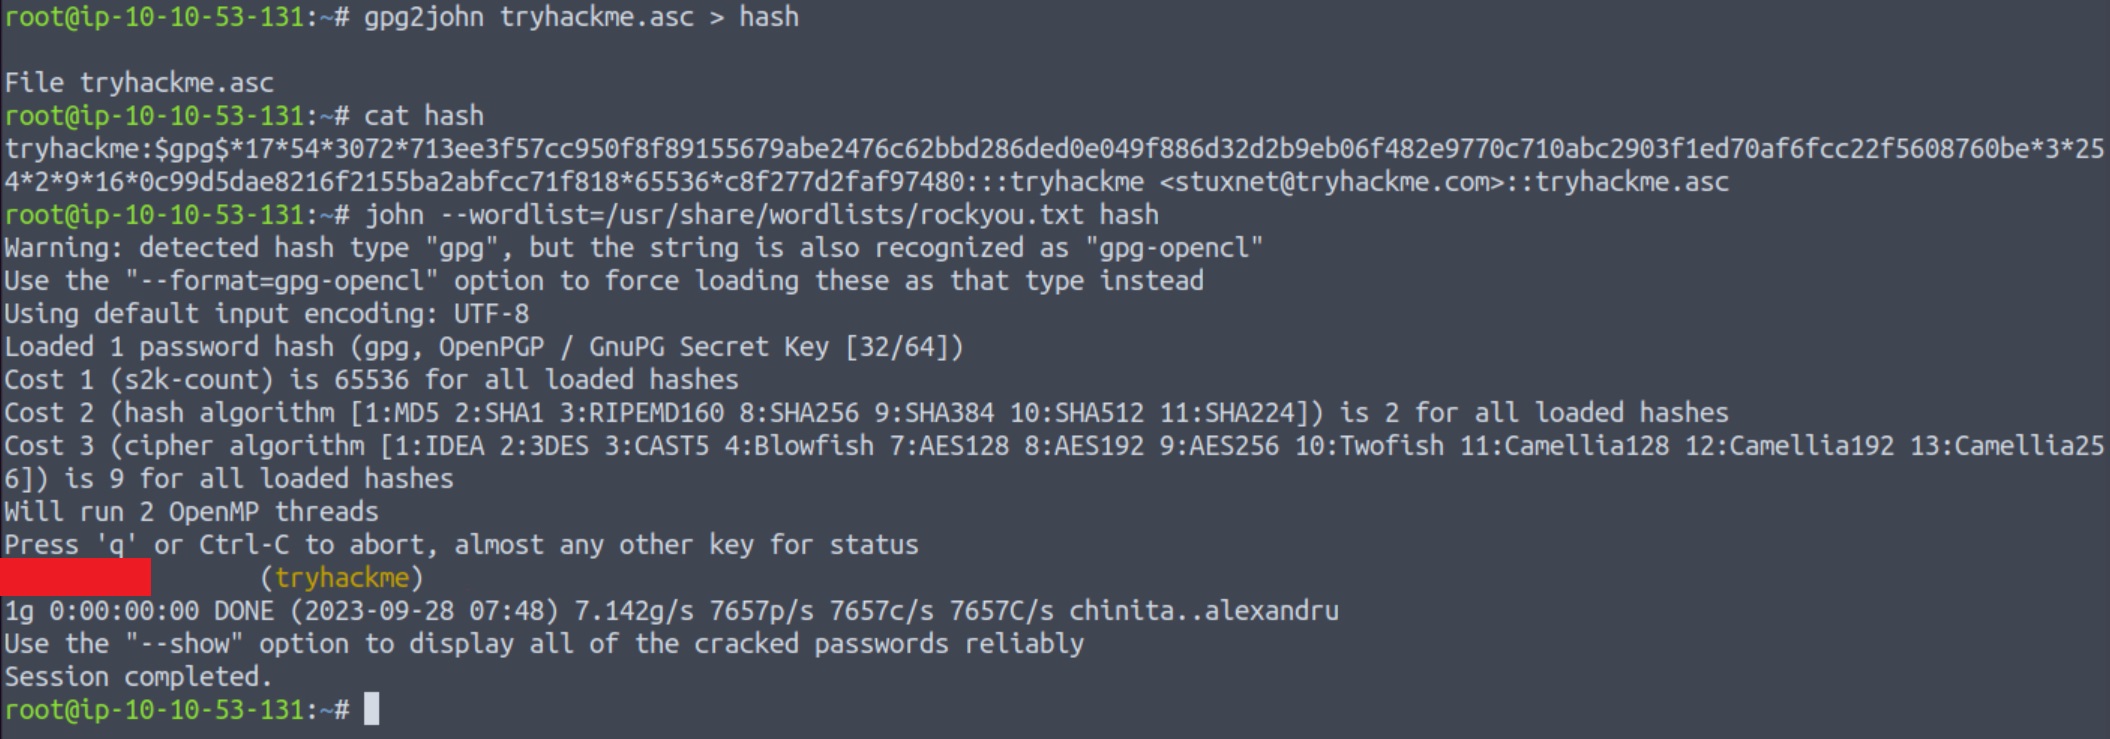 root@ip-10-10-53-131:~# gpg2john tryhackme.asc > hash
File tryhackme.asc
root@ip-10-10-53-131:~# cat hash
tryhackme:$gpg$*17*54*3072*713ee3f57cc950f8f89155679abe2476c62bbd286ded0e049f886d32d2b9eb06f482e9770c710abc2903f1ed70af6fcc22f5608760be*3*25
4*2*9*16*0c99d5dae8216f2155ba2abfcc71f818*65536*c8f277d2faf97480:::tryhackme <stuxnet@tryhackme.com>::tryhackme.asc
root@ip-10-10-53-131:~# john --wordlist=/usr/share/wordlists/rockyou.txt hash
Warning: detected hash type "gpg", but the string is also recognized as "gpg-opencl"
Use the "--format=gpg-opencl" option to force loading these as that type instead
Using default input encoding: UTF-8
Loaded 1 password hash (gpg, OpenPGP / GnuPG Secret Key [32/64])
Cost 1 (s2k-count) is 65536 for all loaded hashes
Cost 2 (hash algorithm [1:MD5 2:SHA1 3:RIPEMD160 8:SHA256 9:SHA384 10:SHA512 11:SHA224]) is 2 for all loaded hashes
Cost 3 (cipher algorithm [1:IDEA 2:3DES 3:CAST5 4:Blowfish 7:AES128 8:AES192 9:AES256 10:Twofish 11:Camellia128 12:Camellia192 13:Camellia25
6]) is 9 for all loaded hashes
Will run 2 OpenMP threads
Press 'q' or Ctrl-C to abort, almost any other key for status
(tryhackme)
1g 0:00:00:00 DONE (2023-09-28 07:48) 7.142g/s 7657p/s 7657c/s 7657C/s chinita..alexandru
Use the "--show" option to display all of the cracked passwords reliably
Session completed.
root@ip-10-10-53-131:~#